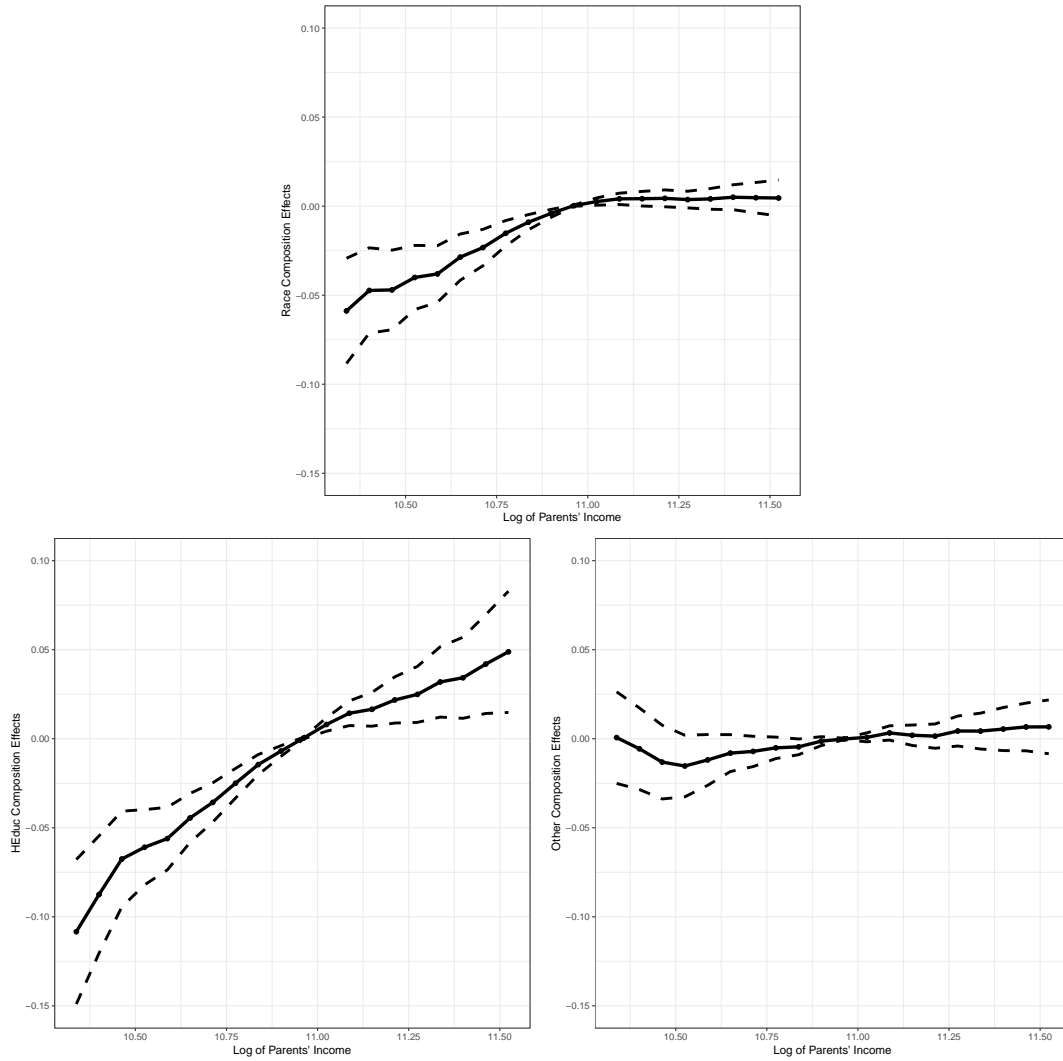 0.10
0.05
0.00
−0.05
−0.10
−0.15
Race Composition Effects
10.50 10.75 11.00 11.25 11.50
Log of Parents' Income
0.10
0.05
0.00
−0.05
−0.10
−0.15
HEduc Composition Effects
10.50 10.75 11.00 11.25 11.50
Log of Parents' Income
0.10
0.05
0.00
−0.05
−0.10
−0.15
Other Composition Effects
10.50 10.75 11.00 11.25 11.50
Log of Parents' Income